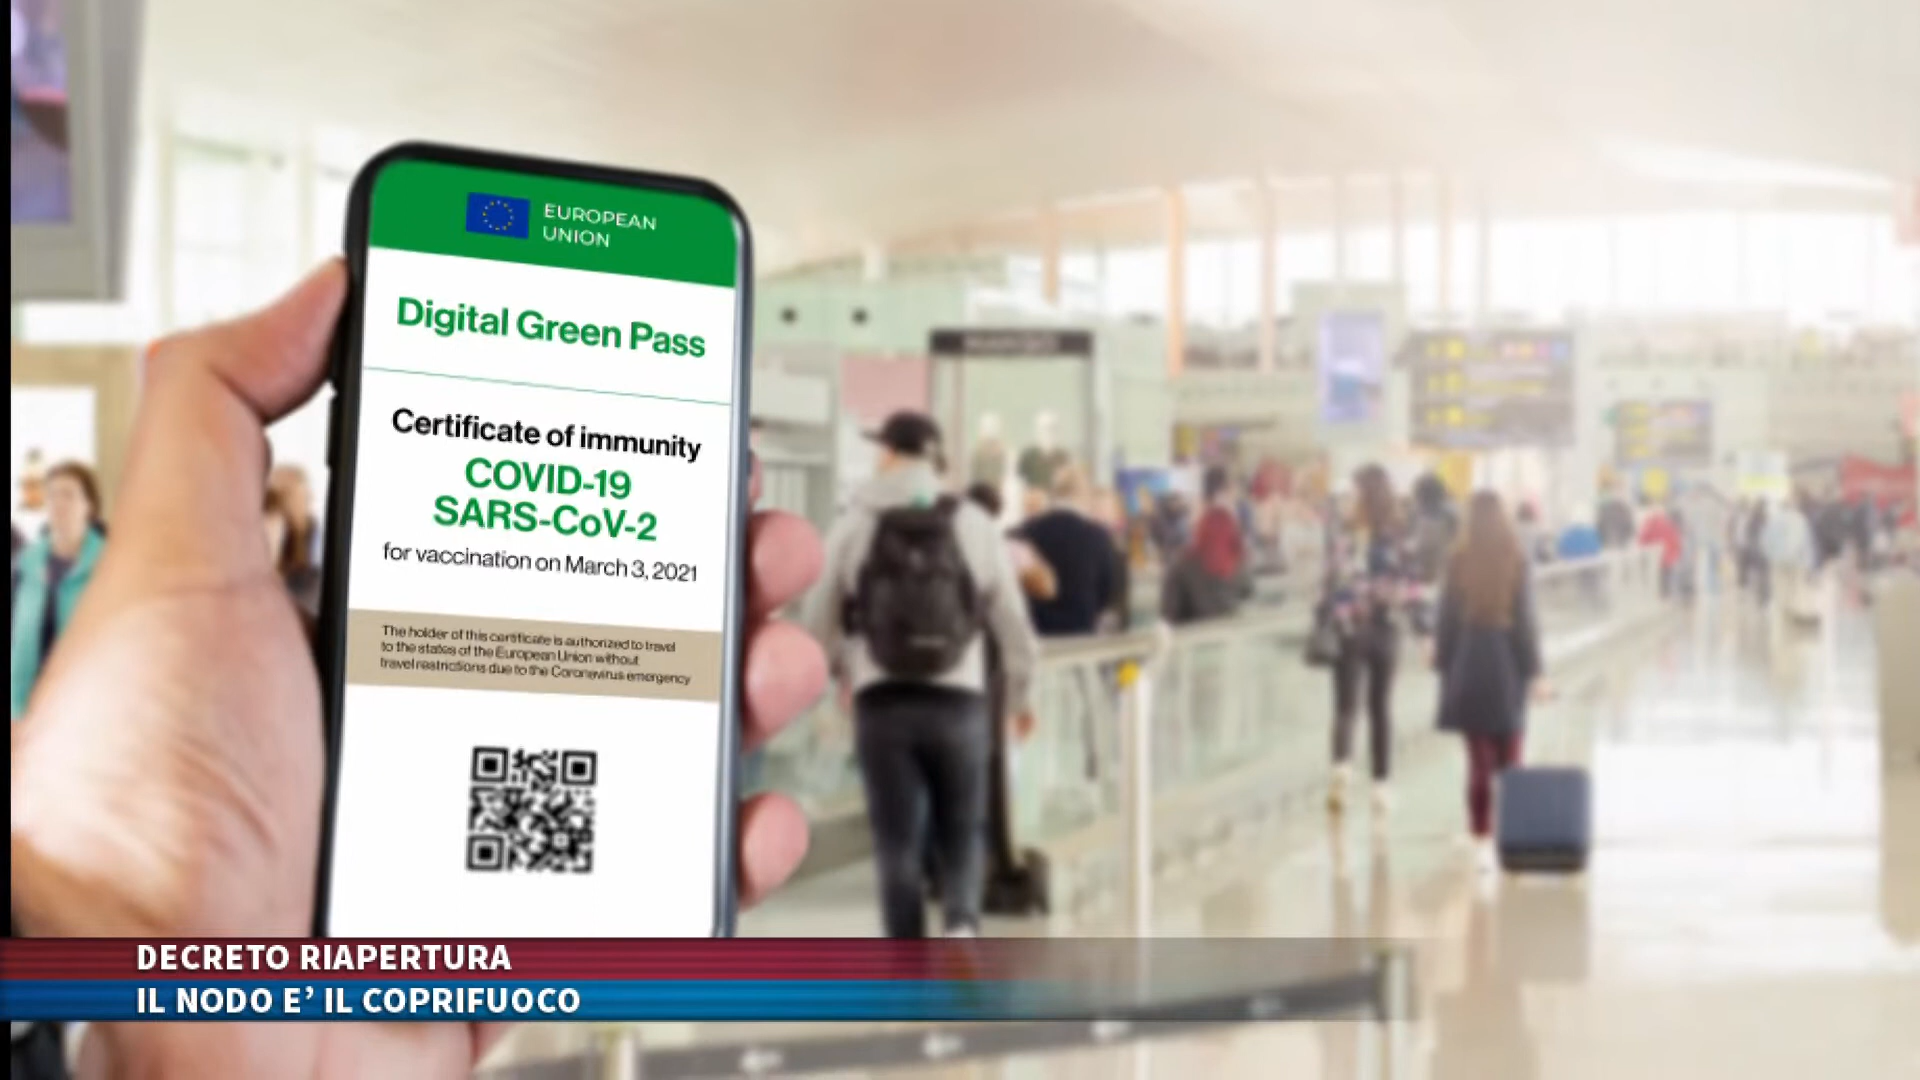 EUROPEAN
UNION
Digital Green Pass
Certificate of immunity
COVID-19
SARS-CoV-2
for vaccination on March 3, 2021
The holder of this certificate is authorized to travel
to the states of the European Union without
travel restrictions due to the Coronavirus emergency
DECRETO RIAPERTURA
IL NODO E' IL COPRIFUOCO